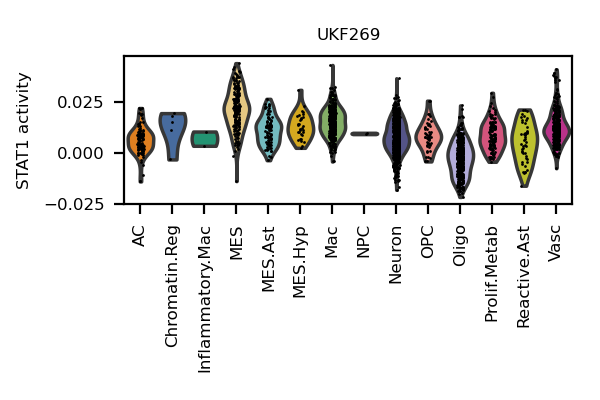 UKF269
STAT1 activity
0.025
0.000
−0.025
AC
Chromatin.Reg
Inflammatory.Mac
MES
MES.Ast
MES.Hyp
Mac
NPC
Neuron
OPC
Oligo
Prolif.Metab
Reactive.Ast
Vasc